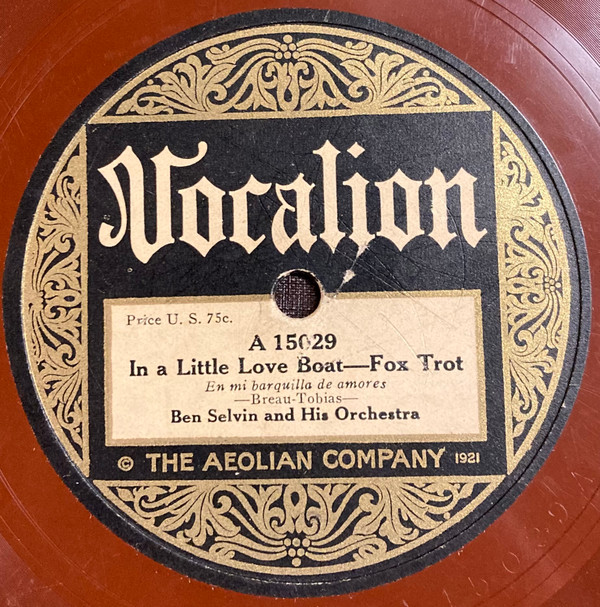 Vocalion
Price U. S. 75c.
A 15029
In a Little Love Boat—Fox Trot
En mi barquilla de amores
—Breau-Tobias—
Ben Selvin and His Orchestra
© THE AEOLIAN COMPANY 1921